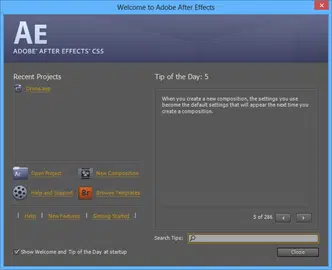 Welcome to Adobe After Effects
AE
ADOBE® AFTER EFFECTS® CS5
Recent Projects
Tip of the Day: 5
When you create a new composition, the settings you use
become the default settings that will appear the next time
you create a composition.
Open Project
New Composition
Help and Support
Br
Browse Templates
5 of 286
Help
New Features
Getting Started
Search Tips:
Show Welcome and Tip of the Day at startup
Close